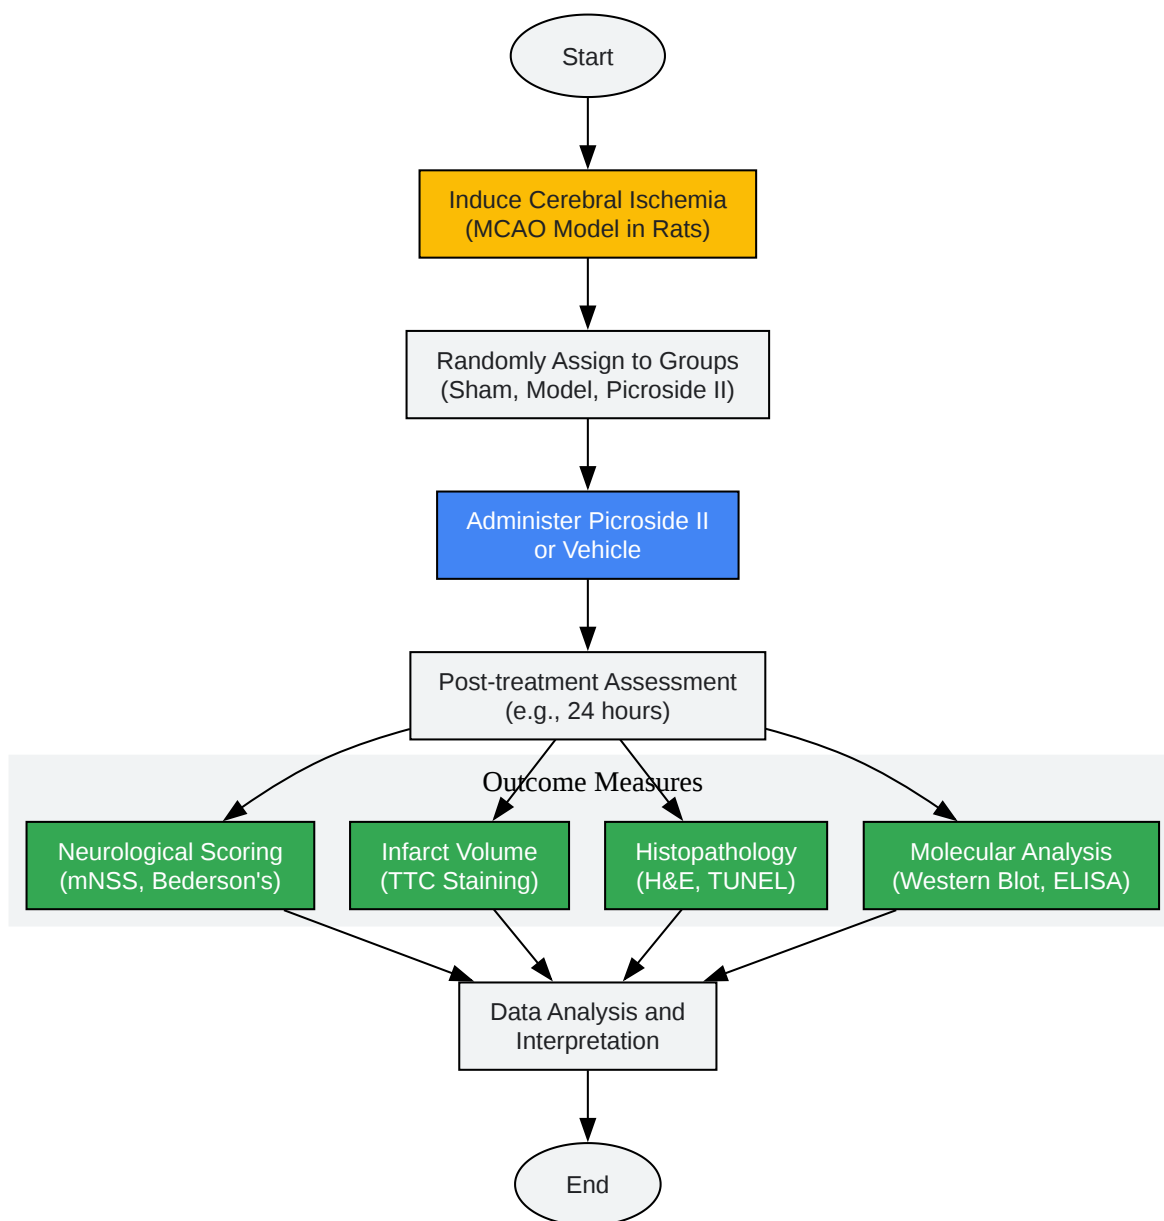 Start
Induce Cerebral Ischemia
(MCAO Model in Rats)
Randomly Assign to Groups
(Sham, Model, Picroside II)
Administer Picroside II
or Vehicle
Post-treatment Assessment
(e.g., 24 hours)
Outcome Measures
Neurological Scoring
(mNSS, Bederson's)
Infarct Volume
(TTC Staining)
Histopathology
(H&E, TUNEL)
Molecular Analysis
(Western Blot, ELISA)
Data Analysis and
Interpretation
End